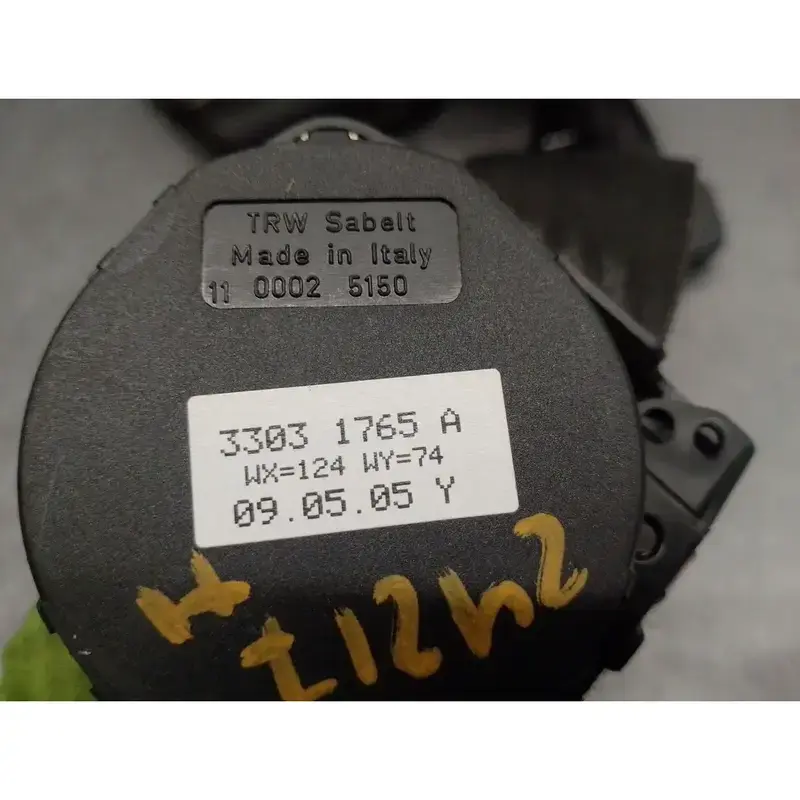 TRW Sabelt
Made in Italy
11 0002 5150
3303 1765 A
WX=124 WY=74
09.05.05 Y